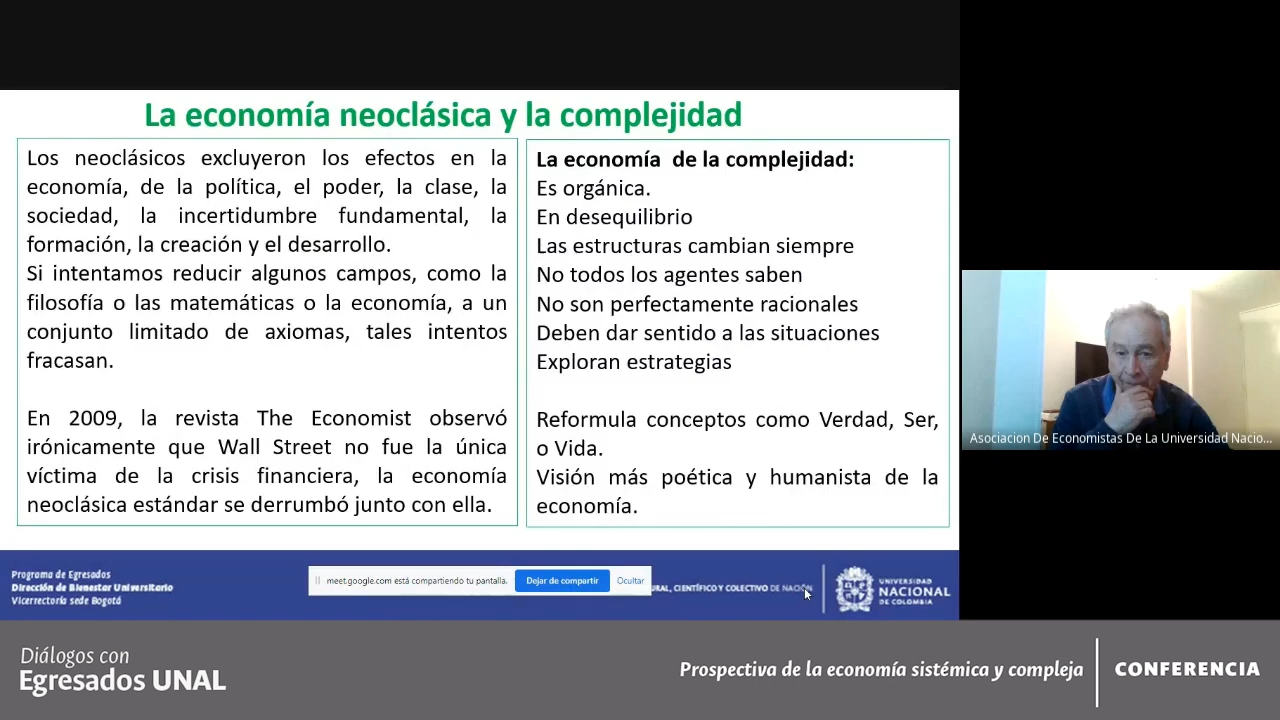 La economía neoclásica y la complejidad
Los neoclásicos excluyeron los efectos en la
economía, de la política, el poder, la clase, la
sociedad, la incertidumbre fundamental, la
formación, la creación y el desarrollo.
Si intentamos reducir algunos campos, como la
filosofía o las matemáticas o la economía, a un
conjunto limitado de axiomas, tales intentos
fracasan.
En 2009, la revista The Economist observó
irónicamente que Wall Street no fue la única
víctima de la crisis financiera, la economía
neoclásica estándar se derrumbó junto con ella.
La economía de la complejidad:
Es orgánica.
En desequilibrio
Las estructuras cambian siempre
No todos los agentes saben
No son perfectamente racionales
Deben dar sentido a las situaciones
Exploran estrategias
Reformula conceptos como Verdad, Ser,
o Vida.
Visión más poética y humanista de la
economía.
Asociacion De Economistas De La Universidad Nacio...
Programa de Egresados
Dirección de Bienestar Universitario
Vicerrectoría sede Bogotá
meet.google.com está compartiendo tu pantalla.
Dejar de compartir
Ocultar
URAL, CIENTÍFICO Y COLECTIVO DE NACIÓN
UNIVERSIDAD
NACIONAL
DE COLOMBIA
Diálogos con
Egresados UNAL
Prospectiva de la economía sistémica y compleja
CONFERENCIA